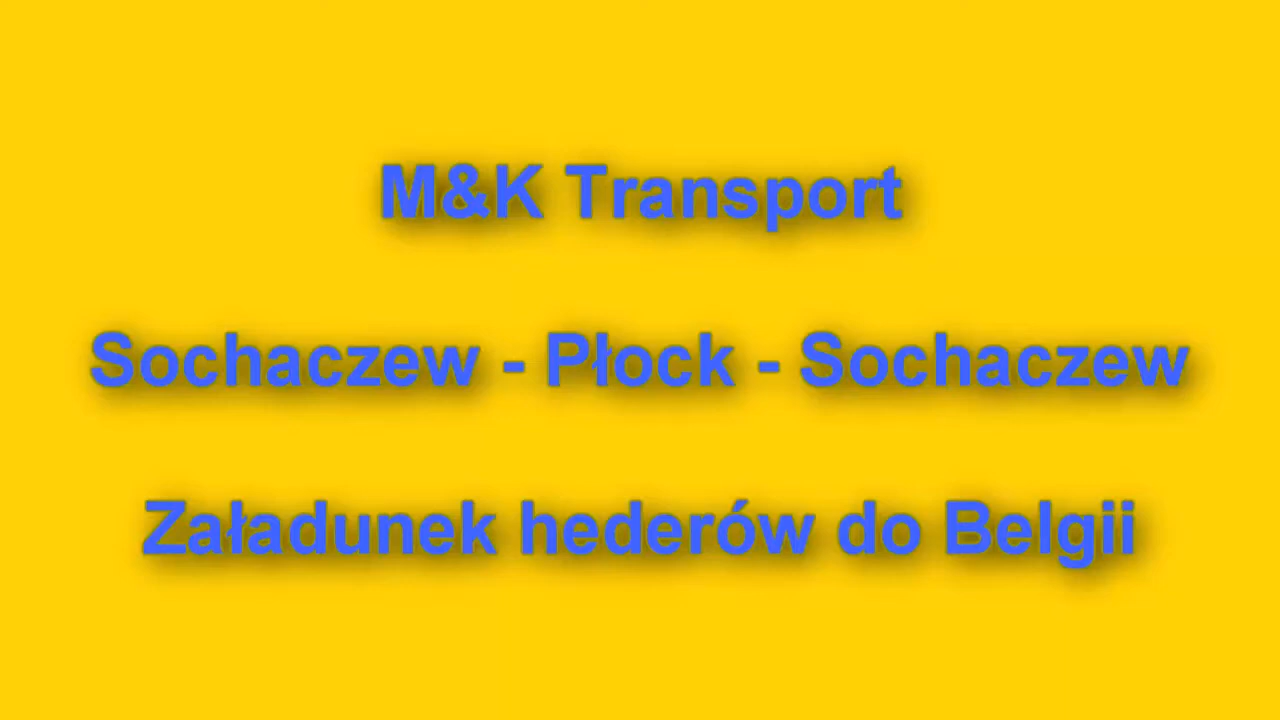 M&K Transport
Sochaczew - Płock - Sochaczew
Załadunek hederów do Belgii